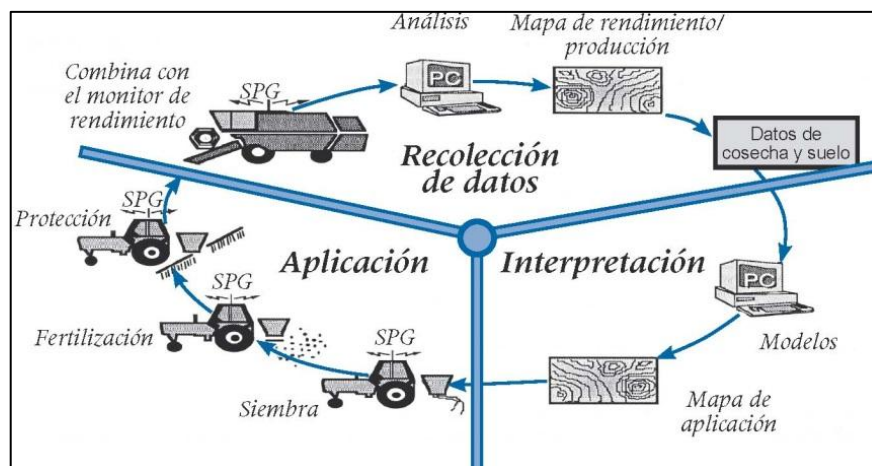 Análisis
Mapa de rendimiento/
producción
Combina con
el monitor de
rendimiento
SPG
PC
Recolección
de datos
Datos de
cosecha y suelo
Protección
SPG
Aplicación
Interpretación
PC
Modelos
SPG
Fertilización
SPG
Siembra
Mapa de
aplicación